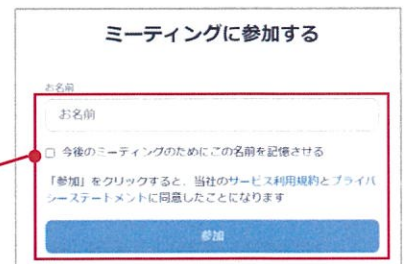 ミーティングに参加する
お名前
お名前
今後のミーティングのためにこの名前を記憶させる
「参加」をクリックすると、当社のサービス利用規約とプライバ
シーステートメントに同意したことになります
参加